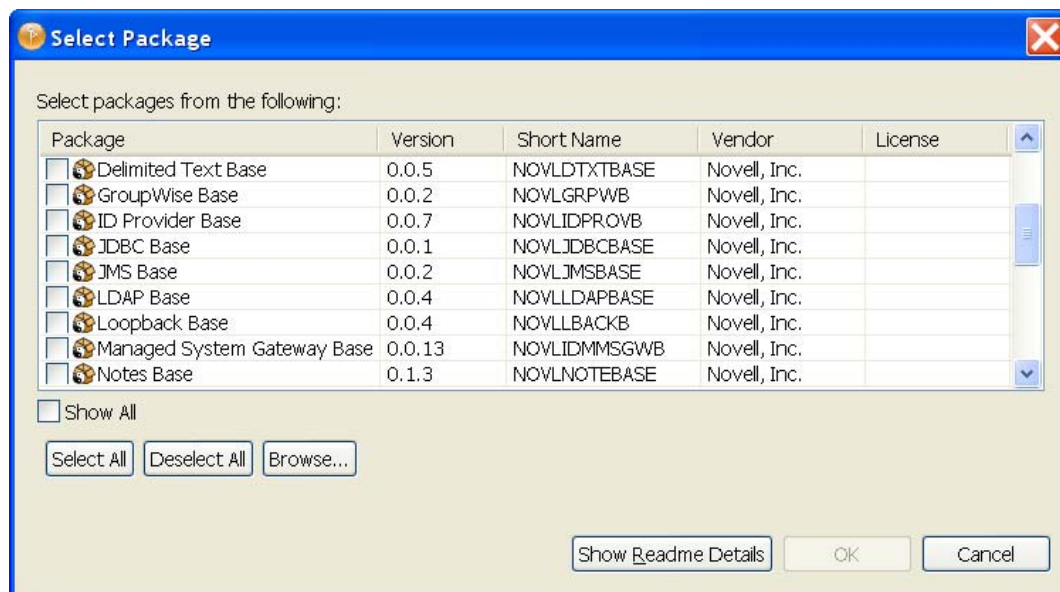 Select Package
Select packages from the following:
Package Version Short Name Vendor License
Delimited Text Base 0.0.5 NOVLDTXTBASE Novell, Inc.
GroupWise Base 0.0.2 NOVLGRPWB Novell, Inc.
ID Provider Base 0.0.7 NOVLIDPROVB Novell, Inc.
JDBC Base 0.0.1 NOVLJDBCBASE Novell, Inc.
JMS Base 0.0.2 NOVLJMSBASE Novell, Inc.
LDAP Base 0.0.4 NOVLLDAPBASE Novell, Inc.
Loopback Base 0.0.4 NOVLLBACKB Novell, Inc.
Managed System Gateway Base 0.0.13 NOVLIDMMSGWB Novell, Inc.
Notes Base 0.1.3 NOVLNOTEBASE Novell, Inc.
Show All
Select All Deselect All Browse...
Show Readme Details OK Cancel